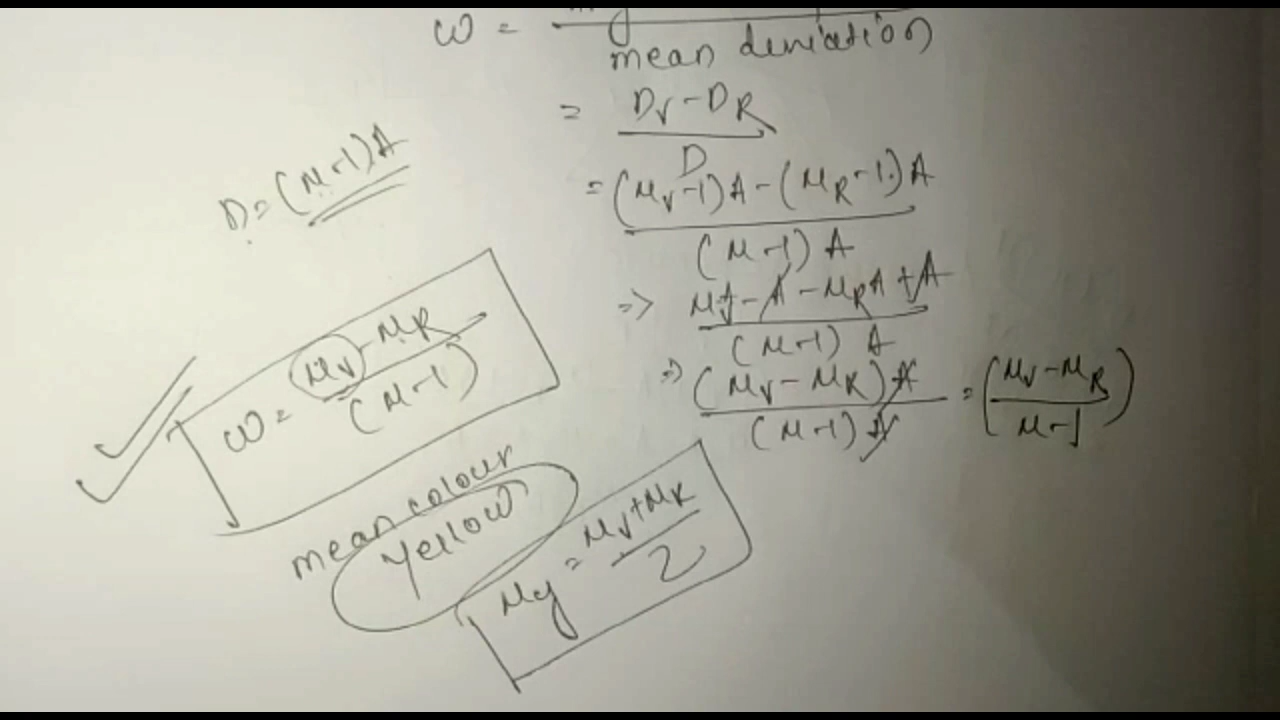 ω =
mean deviation
= Dv - DR
D
D = (μ-1)A
= (μv-1)A - (μR-1)A
(μ-1) A
=> μvA - A - μRA + A
(μ-1) A
=> (μv - μR) A
(μ-1) A
= (μv - μR)
μ-1
ω = μv - μR
(μ-1)
mean colour
Yellow
μy = μv + μR
2